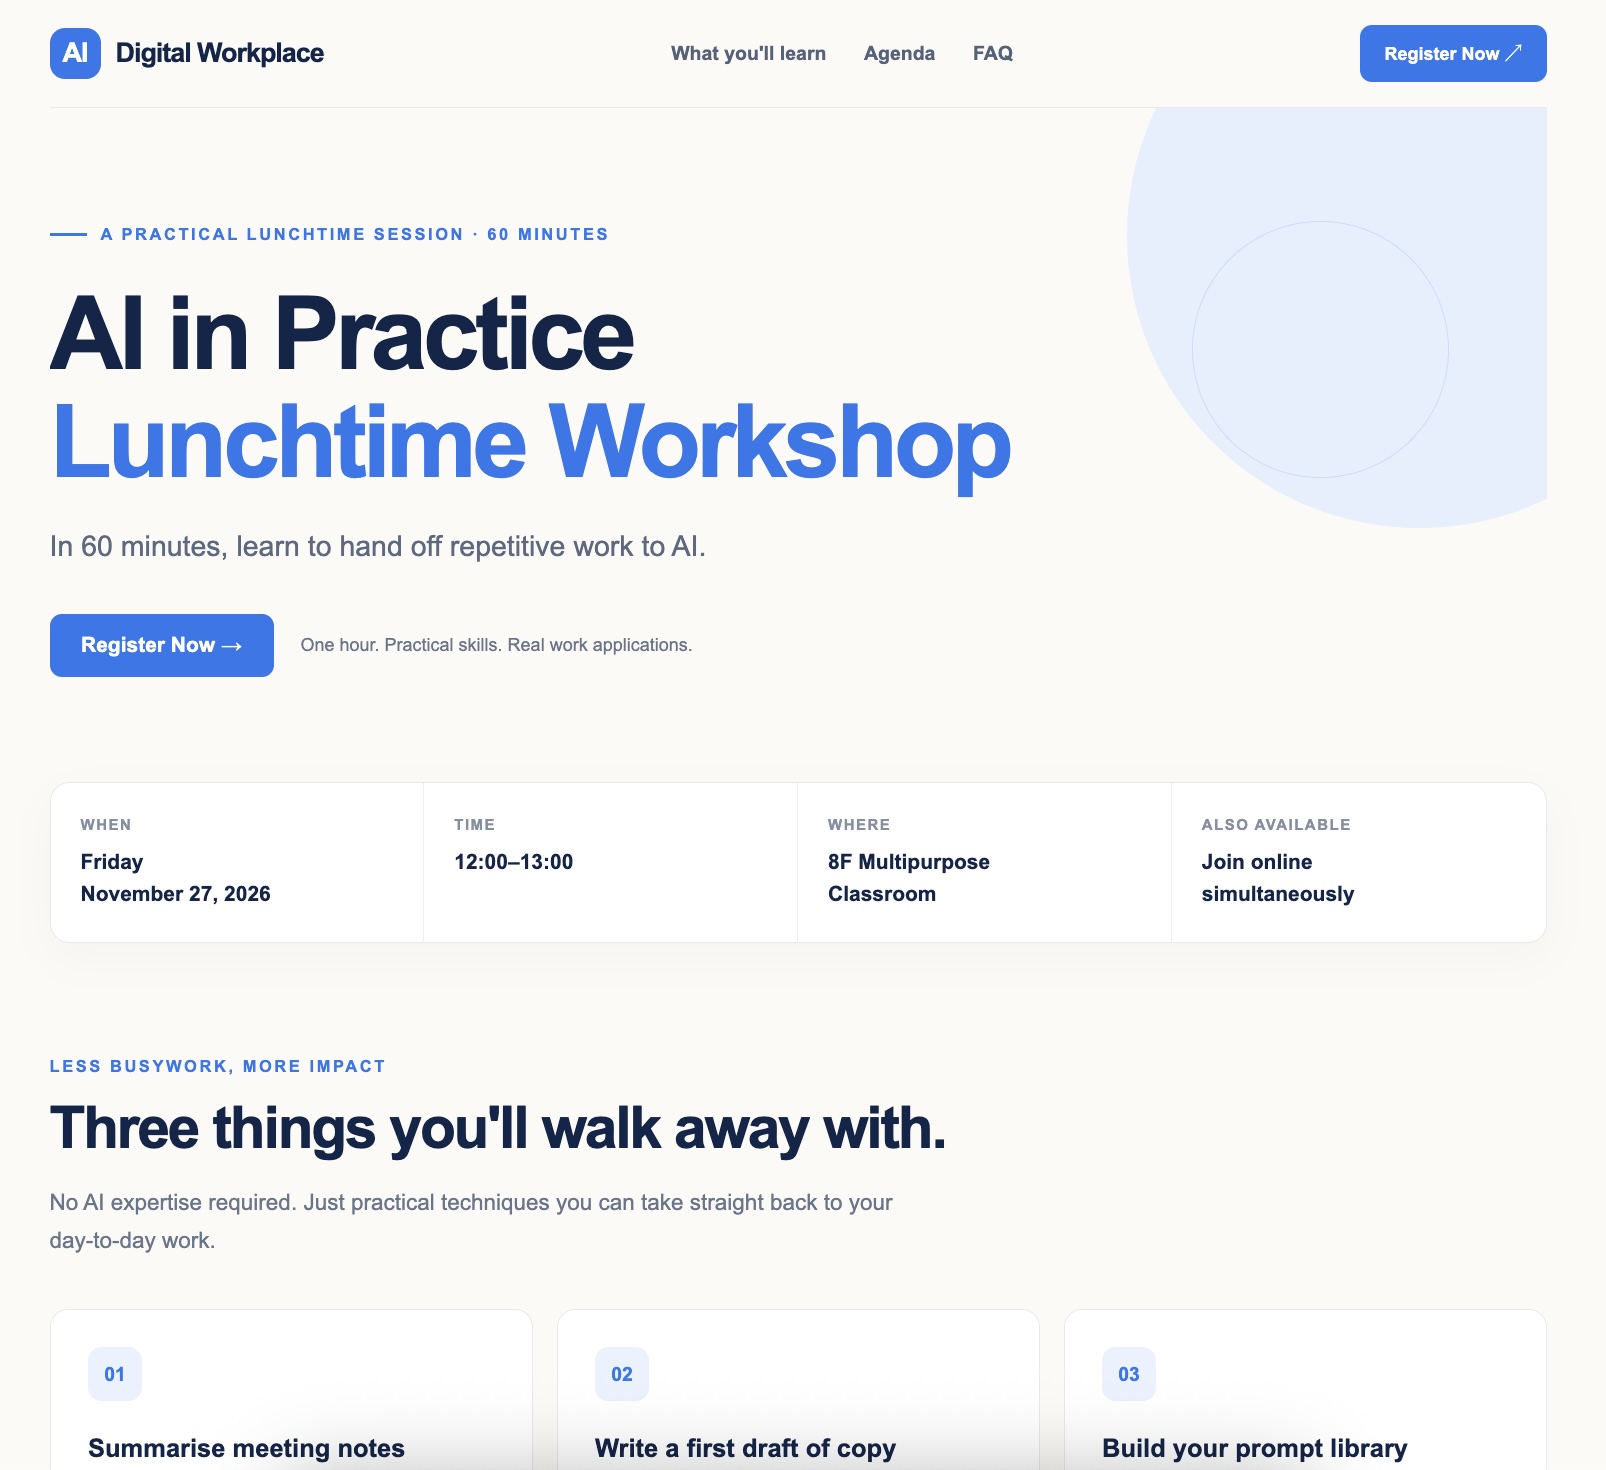 AI Digital Workplace
What you'll learn
Agenda
FAQ
Register Now ↗
A PRACTICAL LUNCHTIME SESSION · 60 MINUTES
AI in Practice
Lunchtime Workshop
In 60 minutes, learn to hand off repetitive work to AI.
Register Now →
One hour. Practical skills. Real work applications.
WHEN
Friday
November 27, 2026
TIME
12:00–13:00
WHERE
8F Multipurpose
Classroom
ALSO AVAILABLE
Join online
simultaneously
LESS BUSYWORK, MORE IMPACT
Three things you'll walk away with.
No AI expertise required. Just practical techniques you can take straight back to your
day-to-day work.
01
Summarise meeting notes
02
Write a first draft of copy
03
Build your prompt library